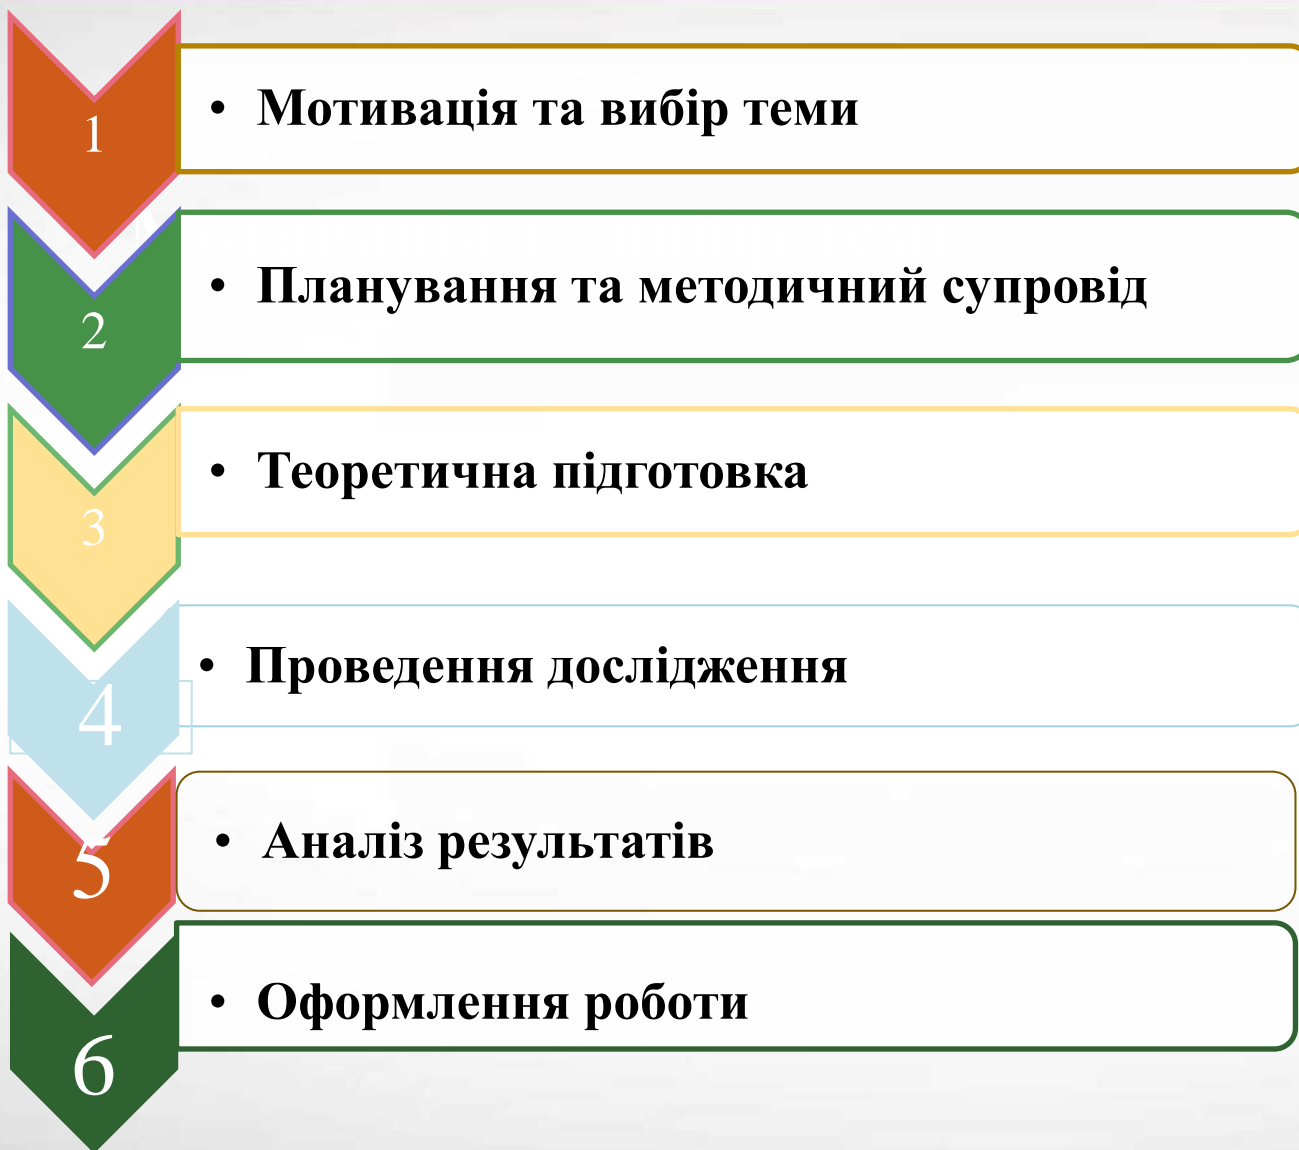 1
• Мотивація та вибір теми
2
• Планування та методичний супровід
3
• Теоретична підготовка
4
• Проведення дослідження
5
• Аналіз результатів
6
• Оформлення роботи